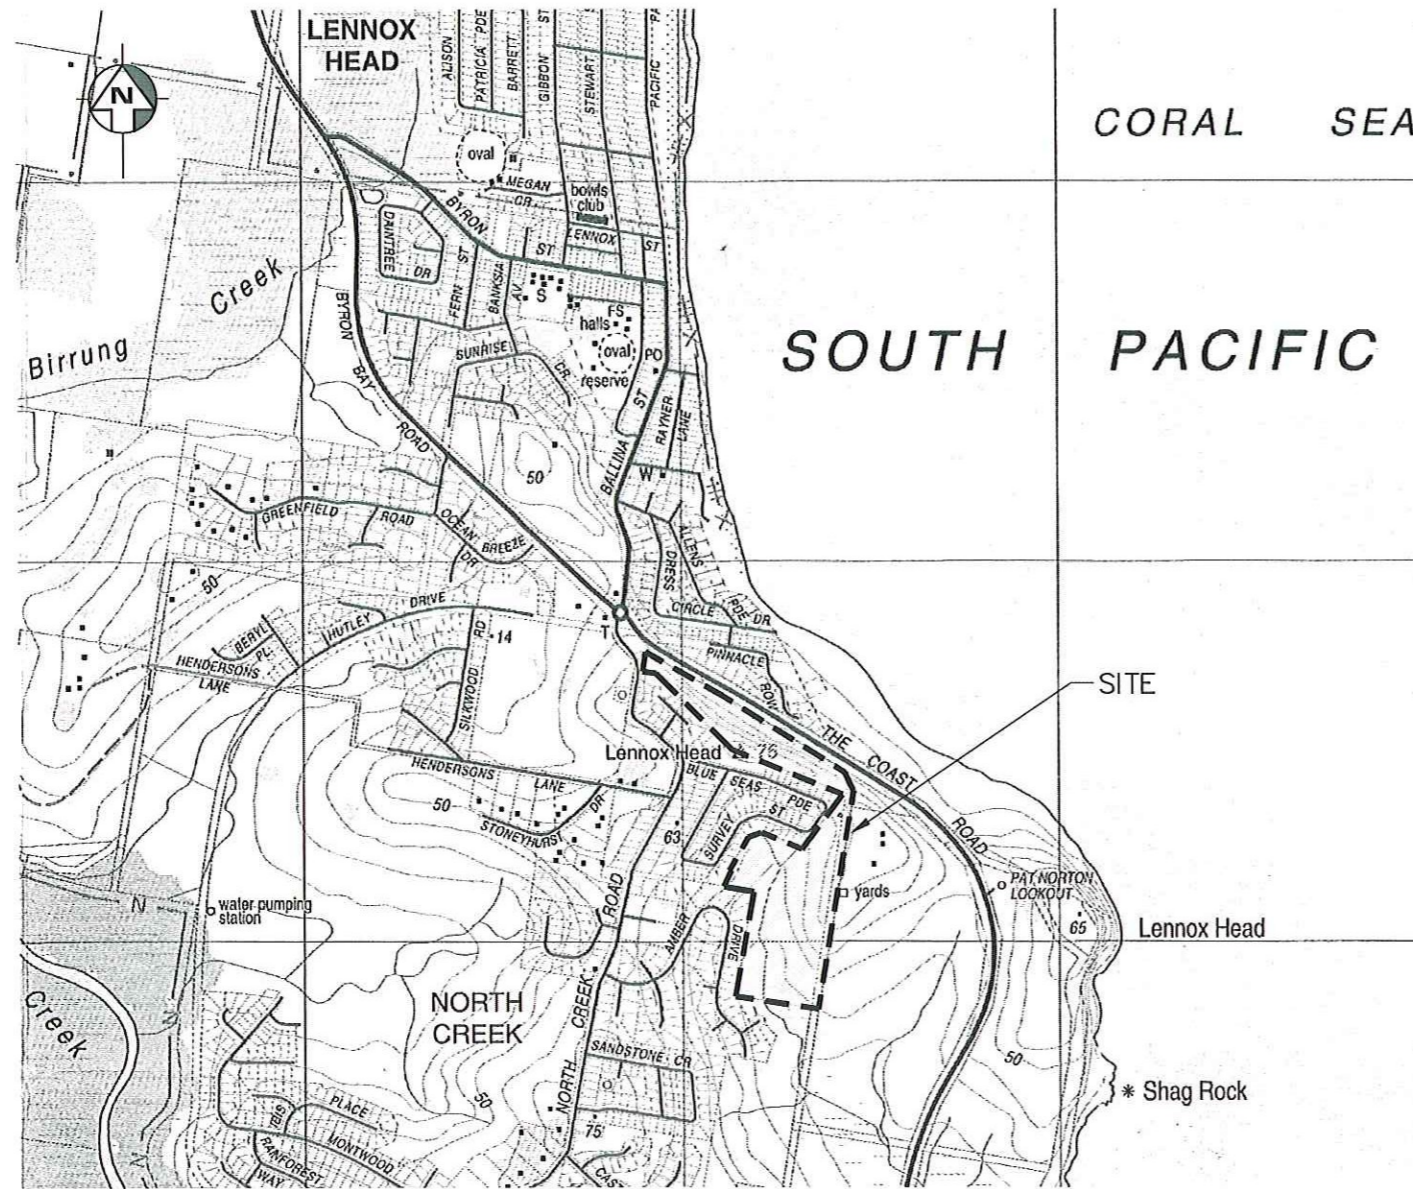 LENNOX
HEAD
N
ALISON
PATRICIA PDE
BARRETT
GIBBON ST
STEWART
PACIFIC
PA
CORAL SEA
oval
MEGAN
CR
bowls
club
LENNOX ST
BYRON ST
DAINTREE
DR
FERN ST
BANKSIA
AV
S
FS
halls
oval
PO
reserve
Birrung Creek
BYRON BAY ROAD
SUNRISE CR
SOUTH PACIFIC
BALLINA ST
RAYNER
LANE
W
50
GREENFIELD ROAD
OCEAN BREEZE
DR
50
DRESS CIRCLE
ALLENS PDE
DR
HUTLEY DRIVE
BERYL
PL
HENDERSONS
LANE
SILKWOOD RD
14
T
PINNACLE
ROW
SITE
THE COAST ROAD
Lennox Head
76
HENDERSONS LANE
BLUE SEAS PDE
SURVEY ST
50
STONEYHURST DR
63
yards
PAT NORTON
LOOKOUT
65
Lennox Head
water pumping
station
N
AMBER DRIVE
NORTH CREEK ROAD
NORTH
CREEK
Creek
N
SANDSTONE CR
50
50
Shag Rock
IBIS
PLACE
MONTWOOD
RAINFOREST
WAY
75
CAST
N